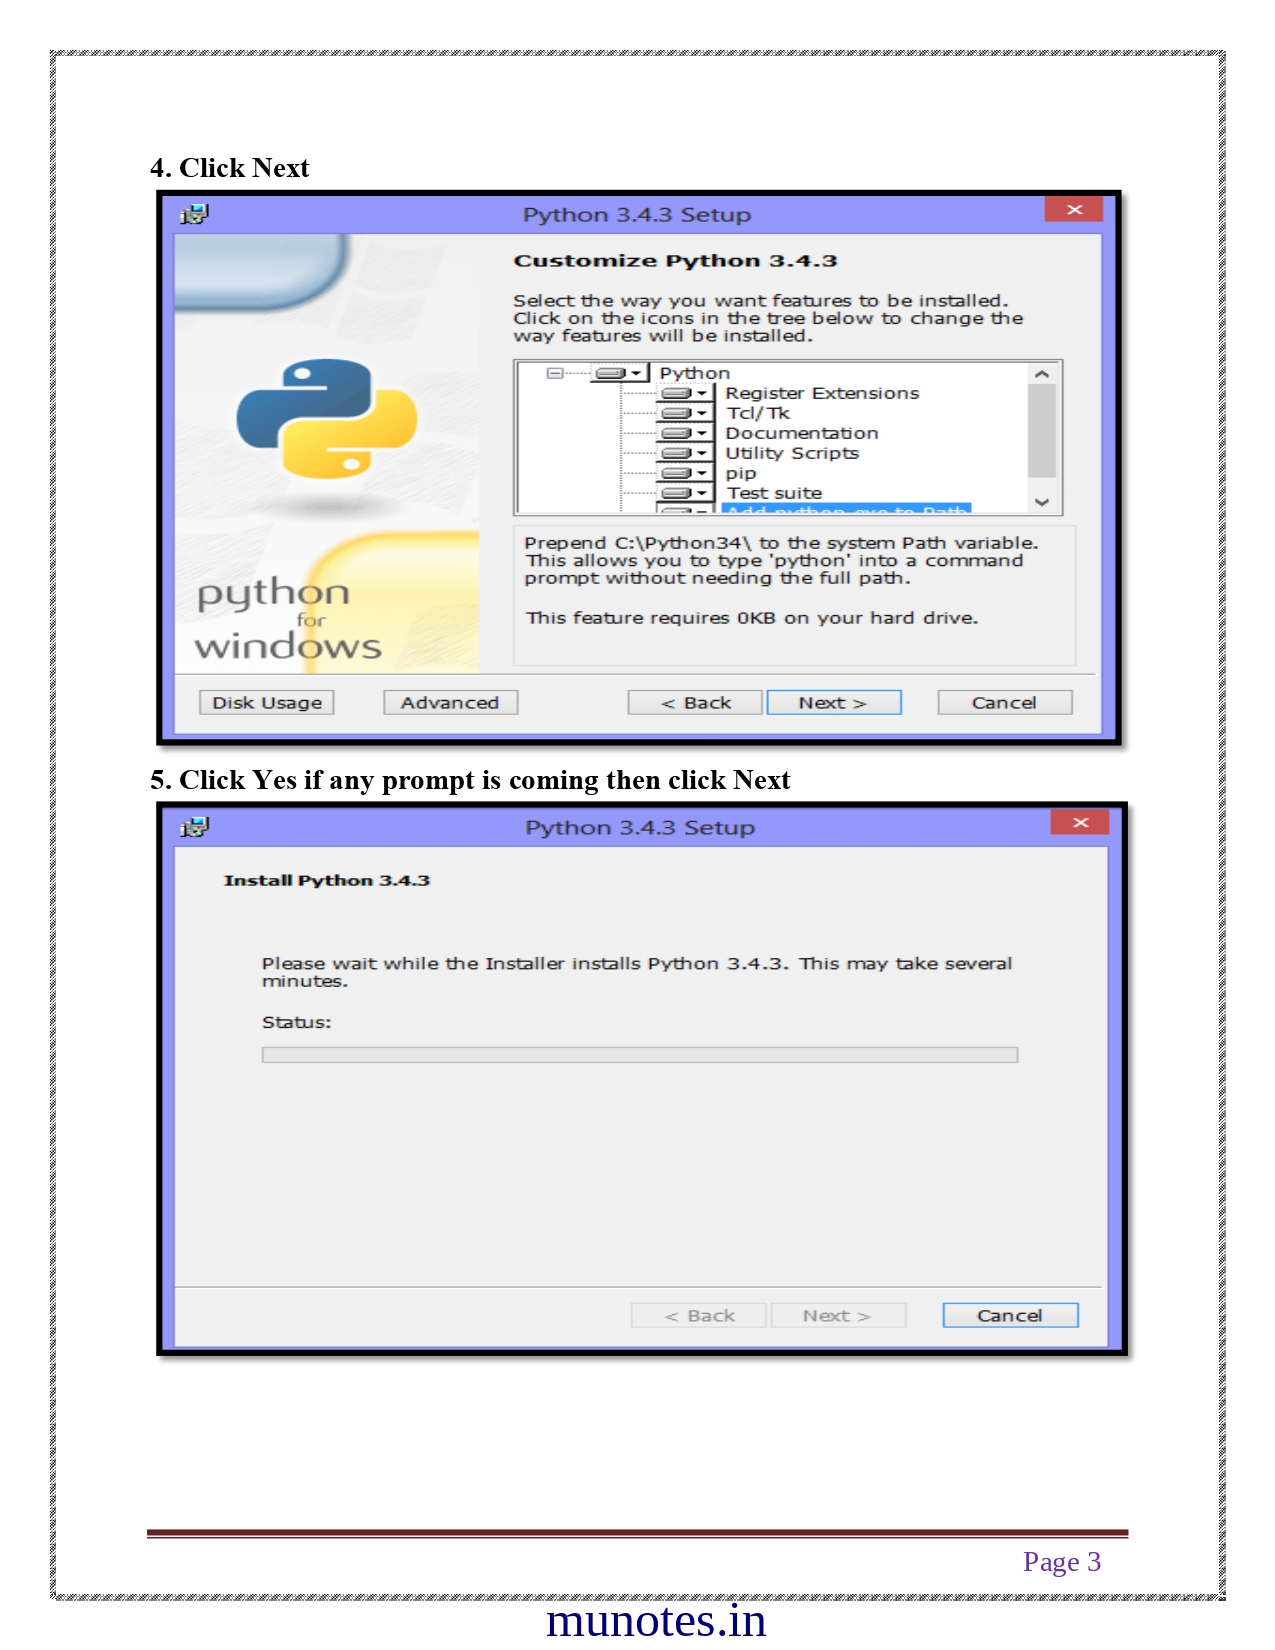 4. Click Next
Python 3.4.3 Setup
Customize Python 3.4.3
Select the way you want features to be installed.
Click on the icons in the tree below to change the
way features will be installed.
Python
Register Extensions
Tcl/Tk
Documentation
Utility Scripts
pip
Test suite
Add python.exe to Path
Prepend C:\Python34\ to the system Path variable.
This allows you to type 'python' into a command
prompt without needing the full path.
This feature requires 0KB on your hard drive.
python
for
windows
Disk Usage
Advanced
< Back
Next >
Cancel
5. Click Yes if any prompt is coming then click Next
Python 3.4.3 Setup
Install Python 3.4.3
Please wait while the Installer installs Python 3.4.3. This may take several
minutes.
Status:
< Back
Next >
Cancel
Page 3
munotes.in